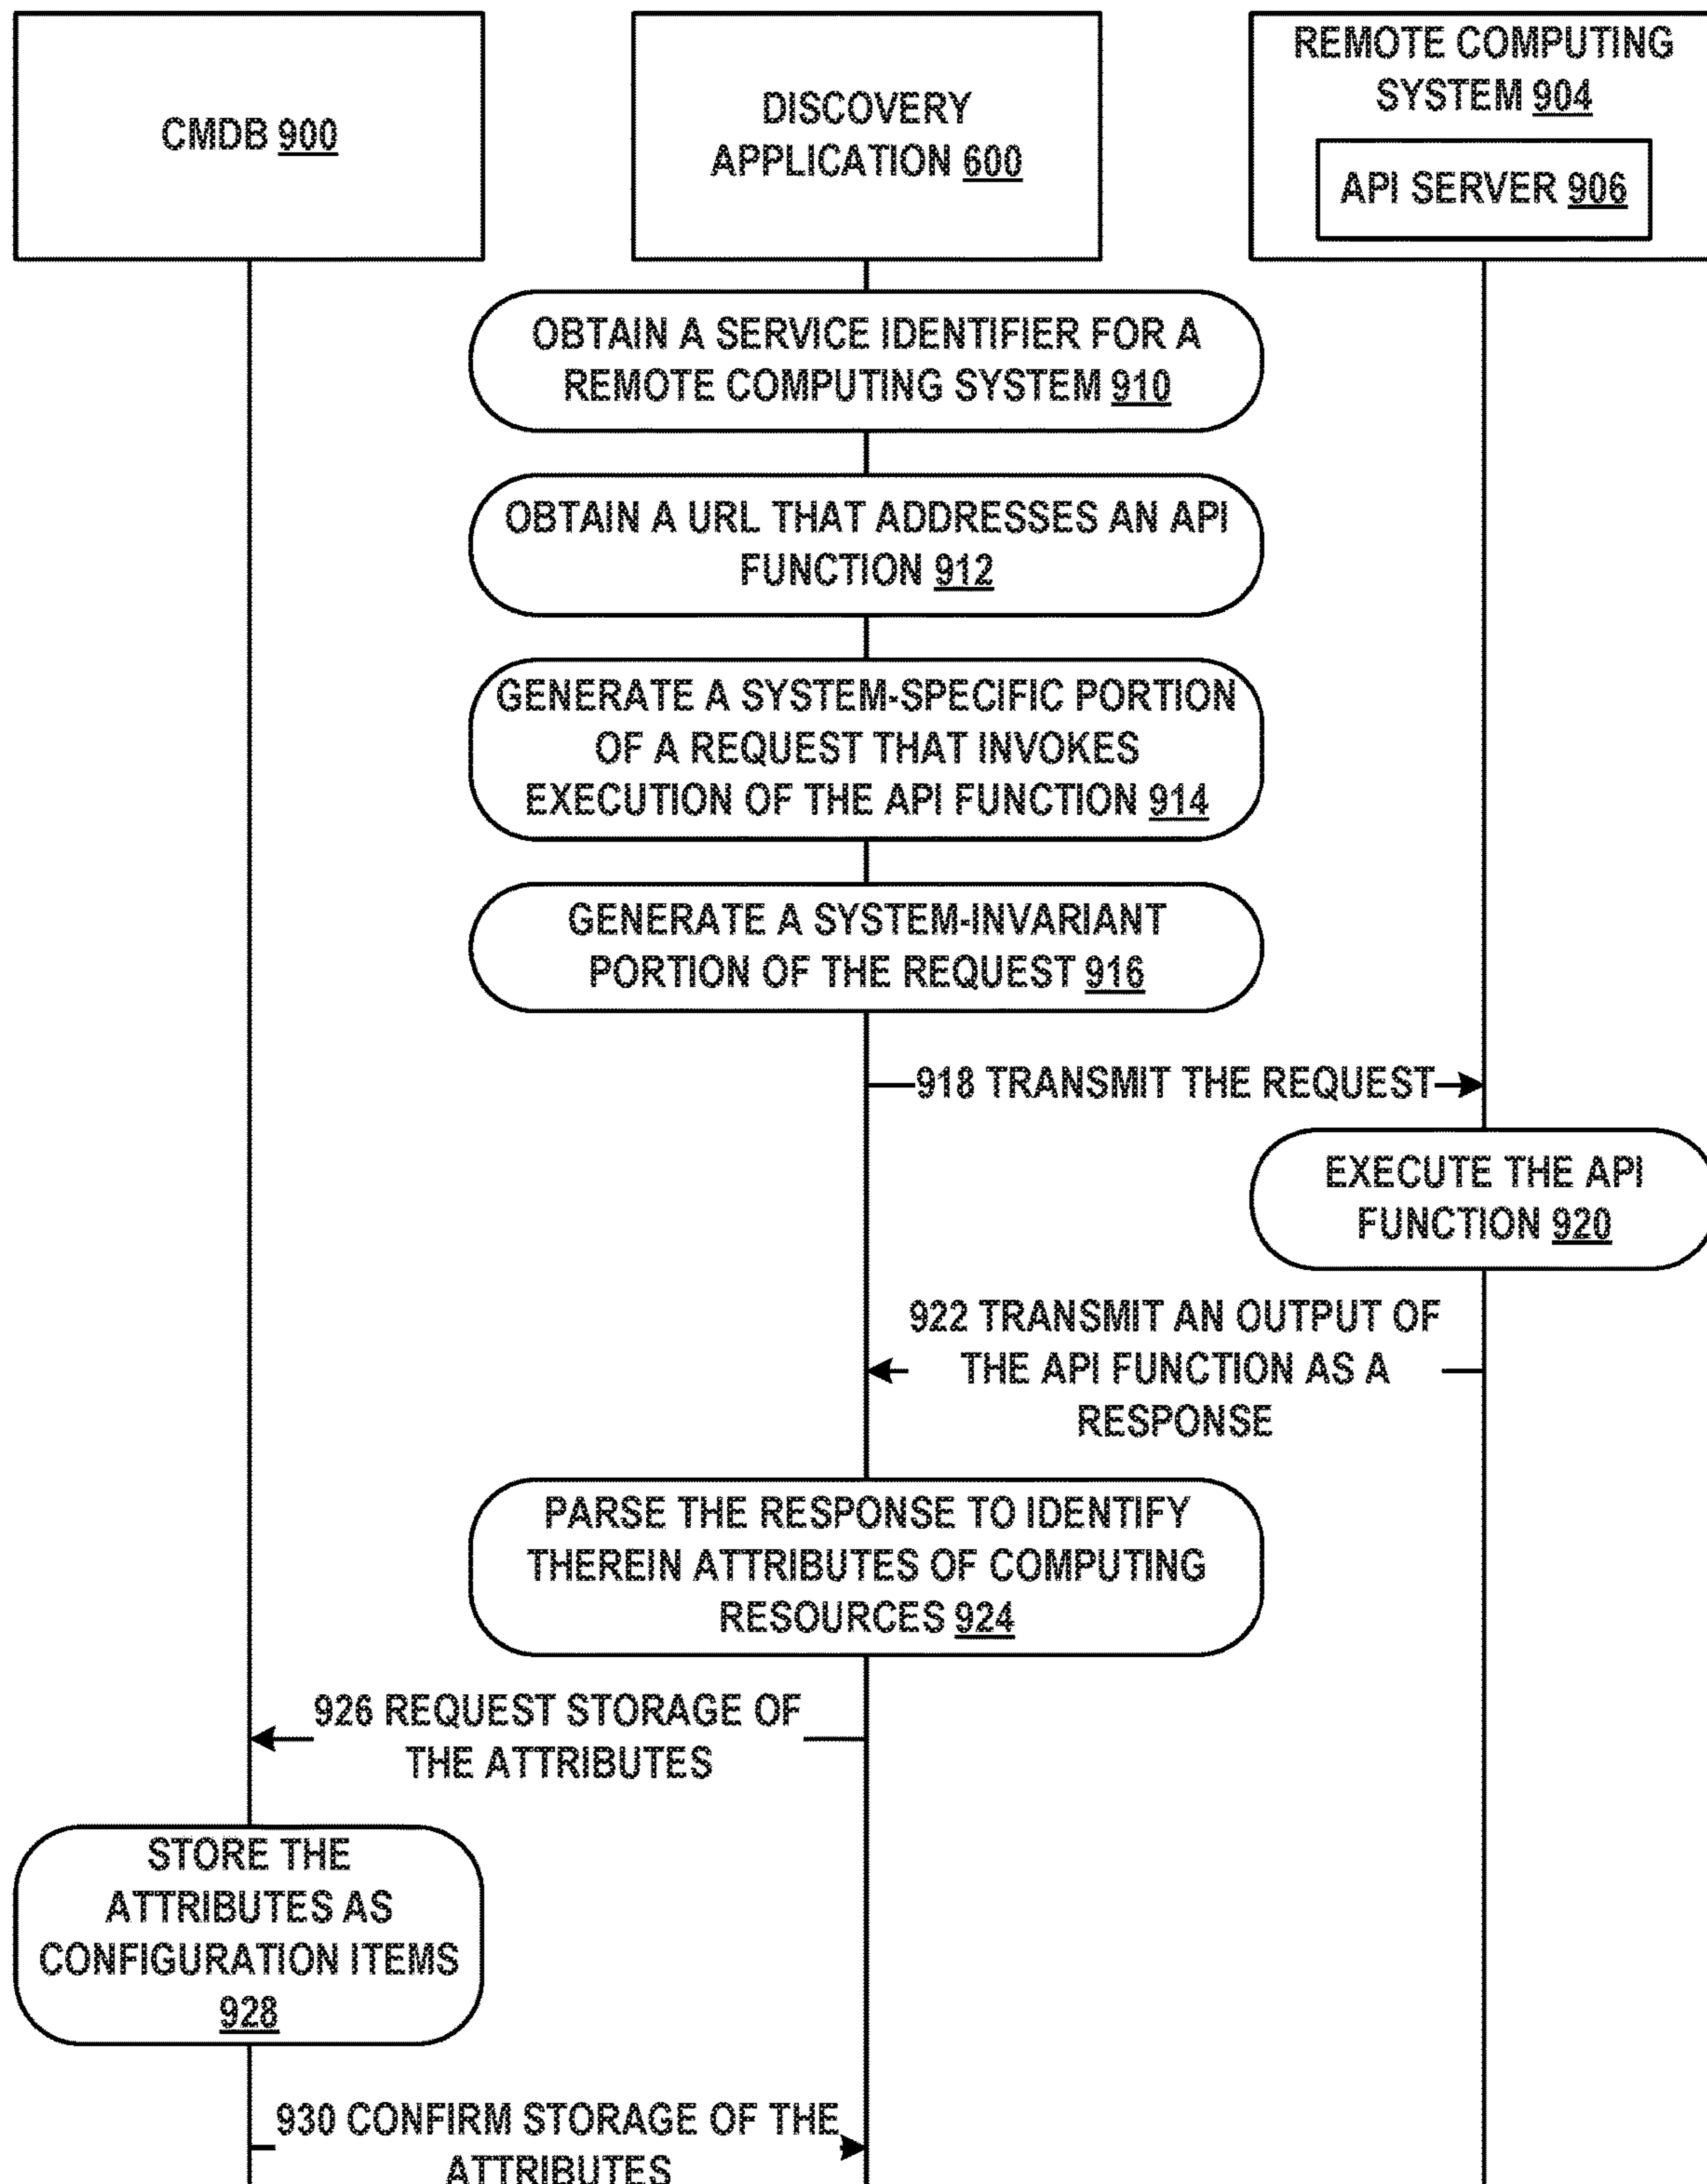 CMDB 900
DISCOVERY
APPLICATION 600
REMOTE COMPUTING
SYSTEM 904
API SERVER 906
OBTAIN A SERVICE IDENTIFIER FOR A
REMOTE COMPUTING SYSTEM 910
OBTAIN A URL THAT ADDRESSES AN API
FUNCTION 912
GENERATE A SYSTEM-SPECIFIC PORTION
OF A REQUEST THAT INVOKES
EXECUTION OF THE API FUNCTION 914
GENERATE A SYSTEM-INVARIANT
PORTION OF THE REQUEST 916
918 TRANSMIT THE REQUEST
EXECUTE THE API
FUNCTION 920
922 TRANSMIT AN OUTPUT OF
THE API FUNCTION AS A
RESPONSE
PARSE THE RESPONSE TO IDENTIFY
THEREIN ATTRIBUTES OF COMPUTING
RESOURCES 924
926 REQUEST STORAGE OF
THE ATTRIBUTES
STORE THE
ATTRIBUTES AS
CONFIGURATION ITEMS
928
930 CONFIRM STORAGE OF THE
ATTRIBUTES